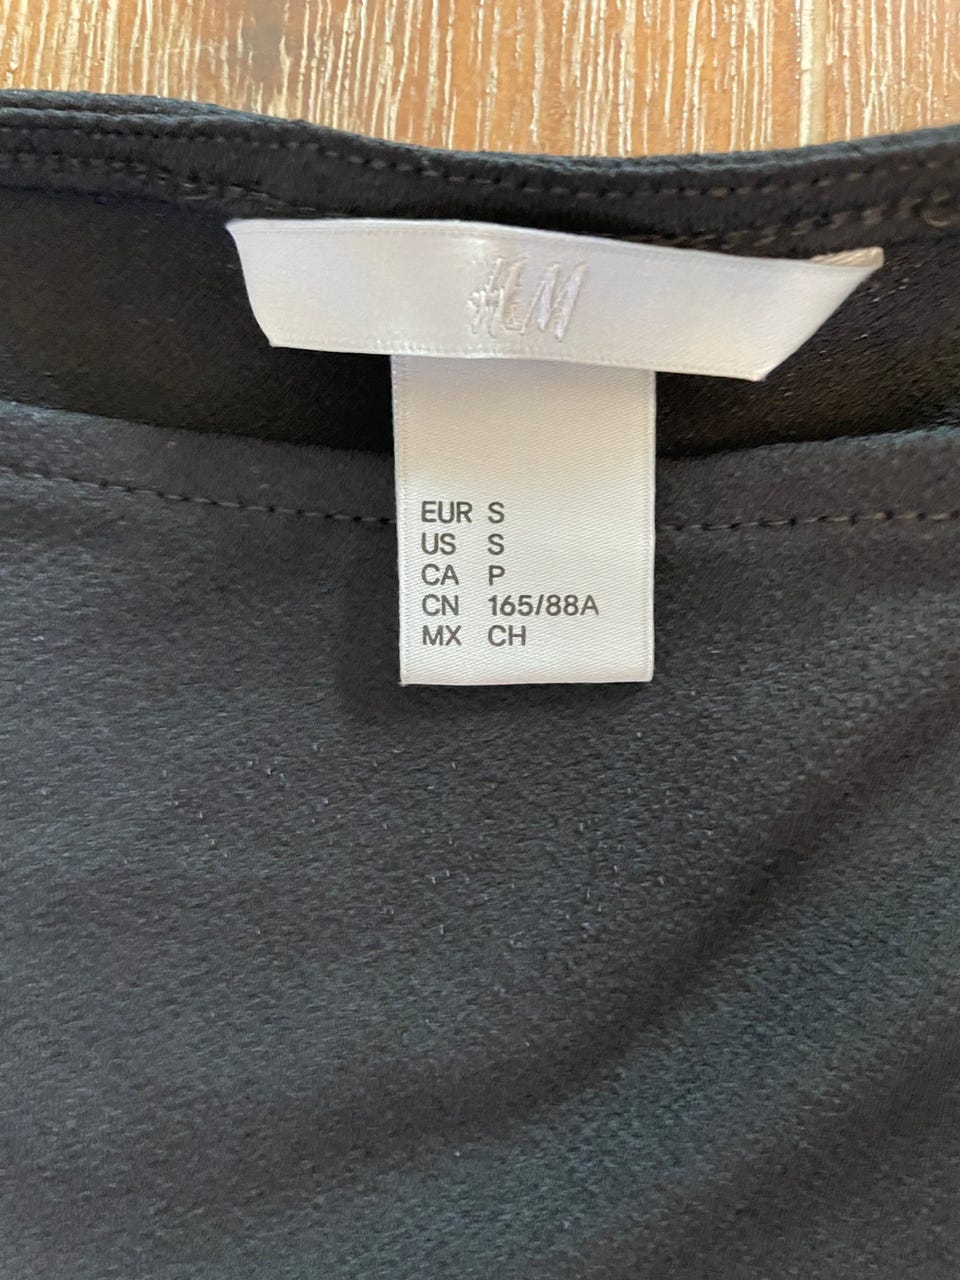 H&M
EUR S
US S
CA P
CN 165/88A
MX CH